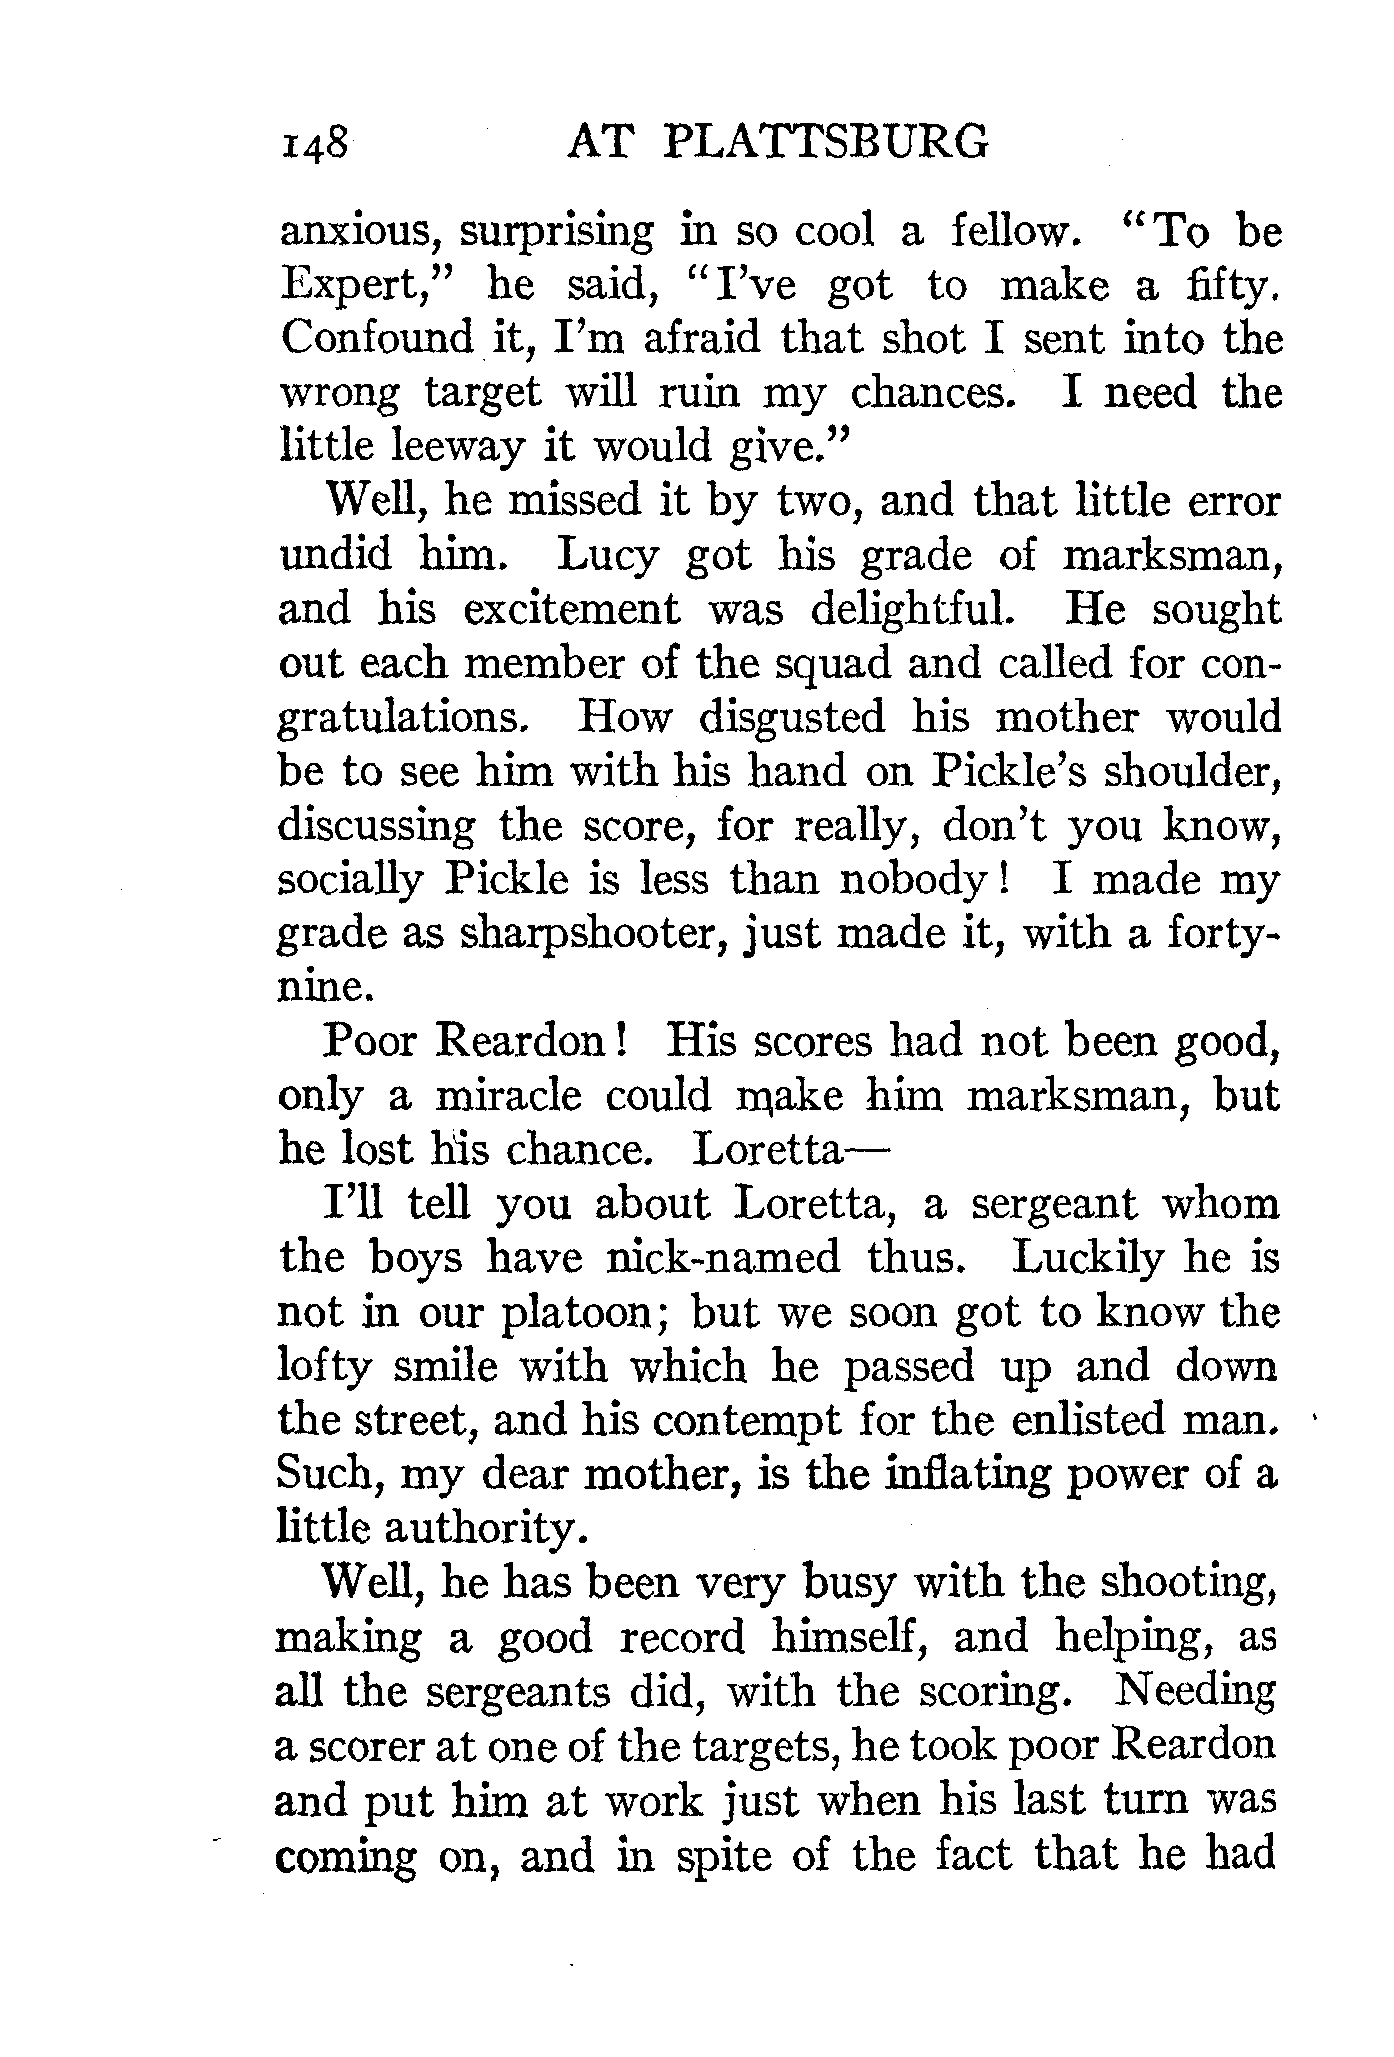 148 AT PLATTSBURG
anxious, surprising in so cool a fellow. "To be
Expert," he said, "I've got to make a fifty.
Confound it, I'm afraid that shot I sent into the
wrong target will ruin my chances. I need the
little leeway it would give."
Well, he missed it by two, and that little error
undid him. Lucy got his grade of marksman,
and his excitement was delightful. He sought
out each member of the squad and called for con-
gratulations. How disgusted his mother would
be to see him with his hand on Pickle's shoulder,
discussing the score, for really, don't you know,
socially Pickle is less than nobody! I made my
grade as sharpshooter, just made it, with a forty-
nine.
Poor Reardon! His scores had not been good,
only a miracle could make him marksman, but
he lost his chance. Loretta—
I'll tell you about Loretta, a sergeant whom
the boys have nick-named thus. Luckily he is
not in our platoon; but we soon got to know the
lofty smile with which he passed up and down
the street, and his contempt for the enlisted man.
Such, my dear mother, is the inflating power of a
little authority.
Well, he has been very busy with the shooting,
making a good record himself, and helping, as
all the sergeants did, with the scoring. Needing
a scorer at one of the targets, he took poor Reardon
and put him at work just when his last turn was
coming on, and in spite of the fact that he had